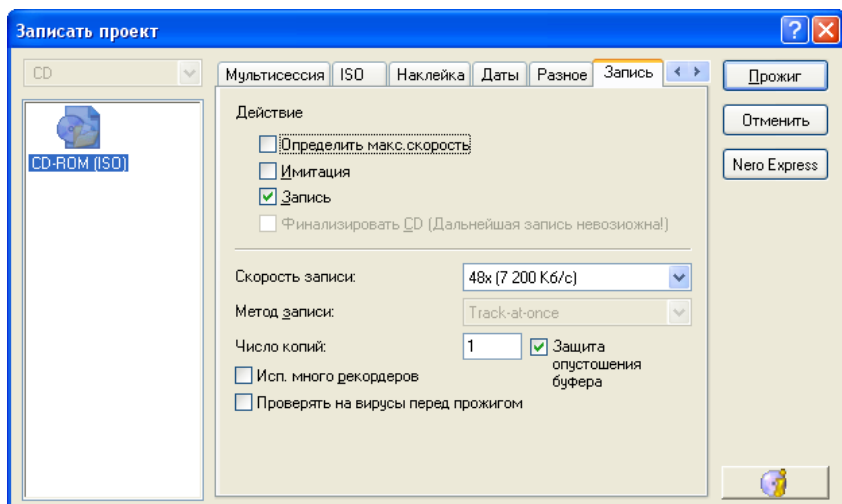 Записать проект
CD
Мультисессия ISO Наклейка Даты Разное Запись
Прожиг
Отменить
Nero Express
CD-ROM (ISO)
Действие
Определить макс.скорость
Имитация
Запись
Финализировать CD (Дальнейшая запись невозиожна!)
Скорость записи: 48x (7 200 Кб/с)
Метод записи: Track-at-once
Число копий: 1
Защита
опустошения
буфера
Исп. много рекордеров
Проверять на вирусы перед прожигом